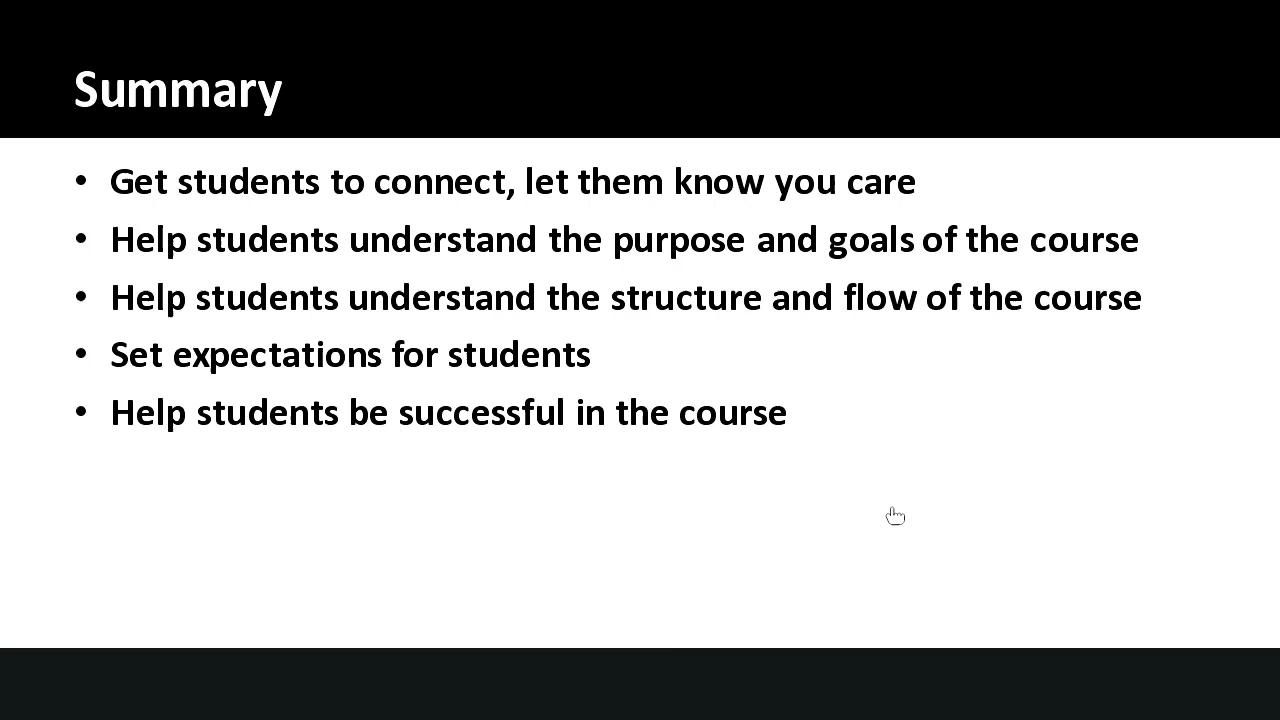 Summary
• Get students to connect, let them know you care
• Help students understand the purpose and goals of the course
• Help students understand the structure and flow of the course
• Set expectations for students
• Help students be successful in the course